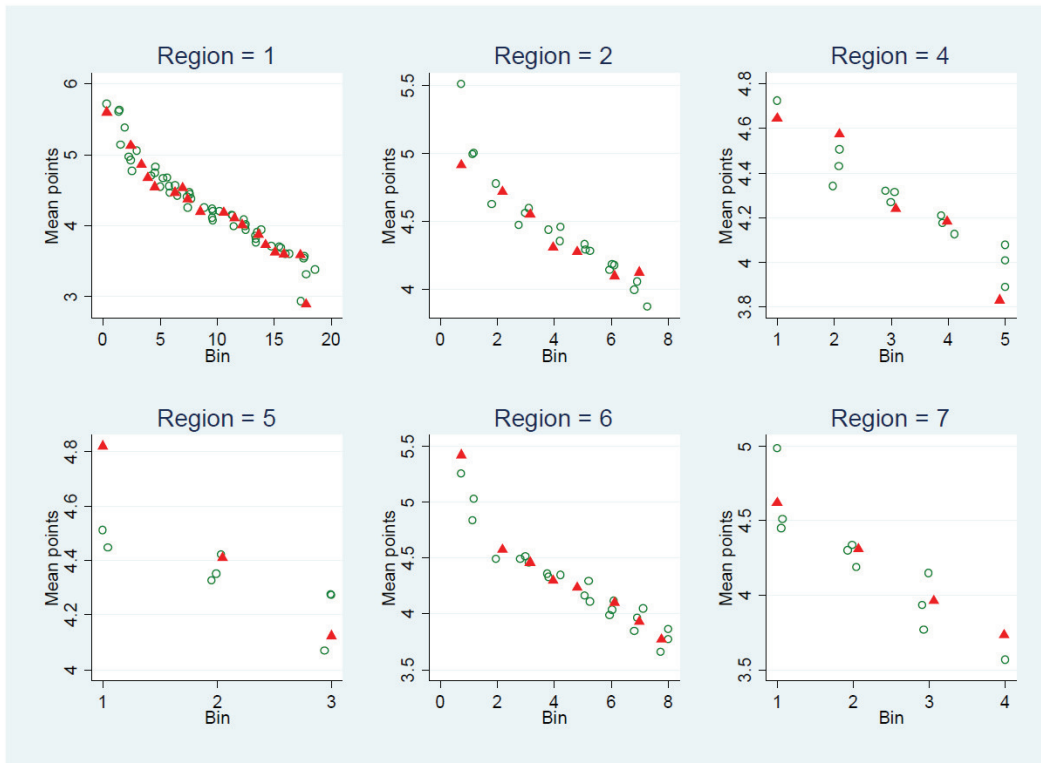 Region = 1
Mean points
6
5
4
3
0 5 10 15 20
Bin
Region = 2
Mean points
5.5
5
4.5
4
0 2 4 6 8
Bin
Region = 4
Mean points
4.8
4.6
4.4
4.2
4
3.8
1 2 3 4 5
Bin
Region = 5
Mean points
4.8
4.6
4.4
4.2
4
1 2 3
Bin
Region = 6
Mean points
5.5
5
4.5
4
3.5
0 2 4 6 8
Bin
Region = 7
Mean points
5
4.5
4
3.5
1 2 3 4
Bin